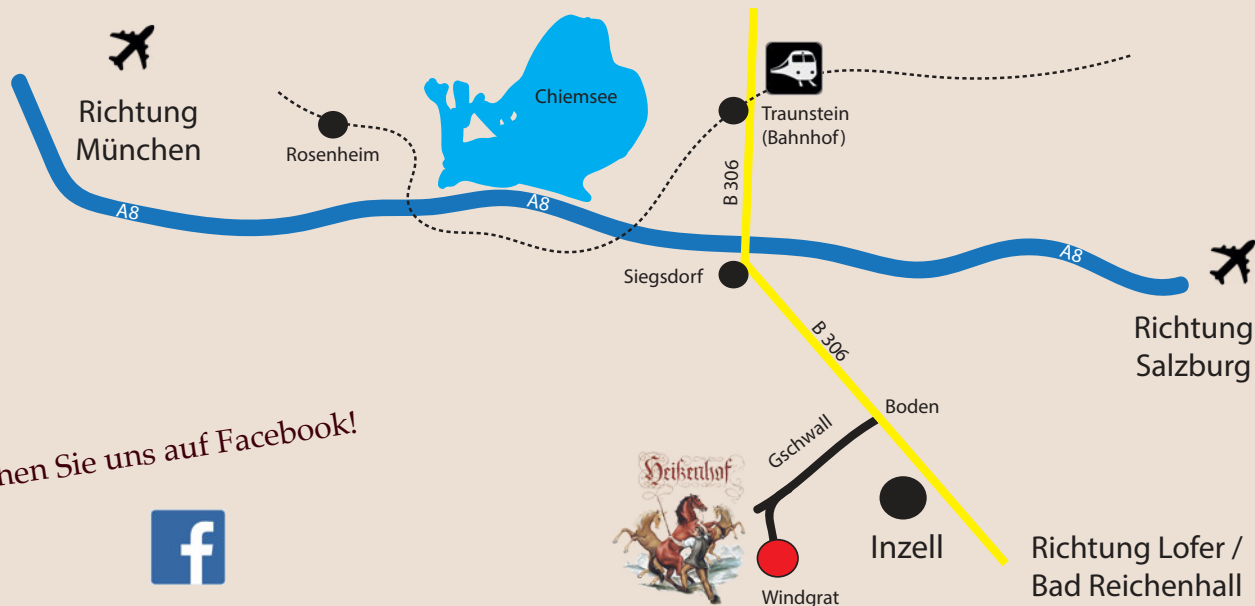 Richtung
München
A8
Rosenheim
Chiemsee
A8
Traunstein
(Bahnhof)
B 306
Siegsdorf
A8
Richtung
Salzburg
B 306
Boden
Gschwall
Sie uns auf Facebook!
Heißenhof
Inzell
Windgrat
Richtung Lofer /
Bad Reichenhall